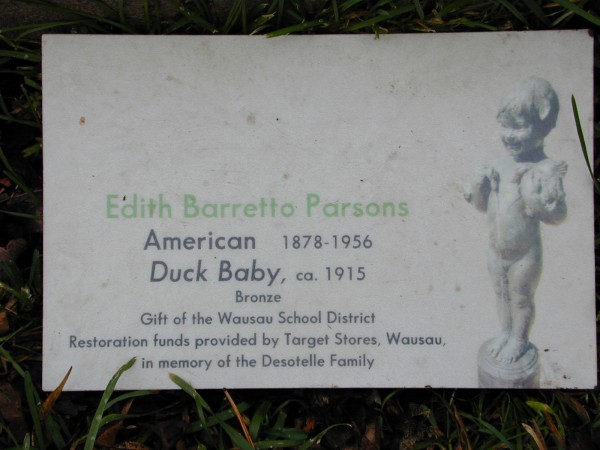 Edith Barretto Parsons
American 1878-1956
Duck Baby, ca. 1915
Bronze
Gift of the Wausau School District
Restoration funds provided by Target Stores, Wausau,
in memory of the Desotelle Family